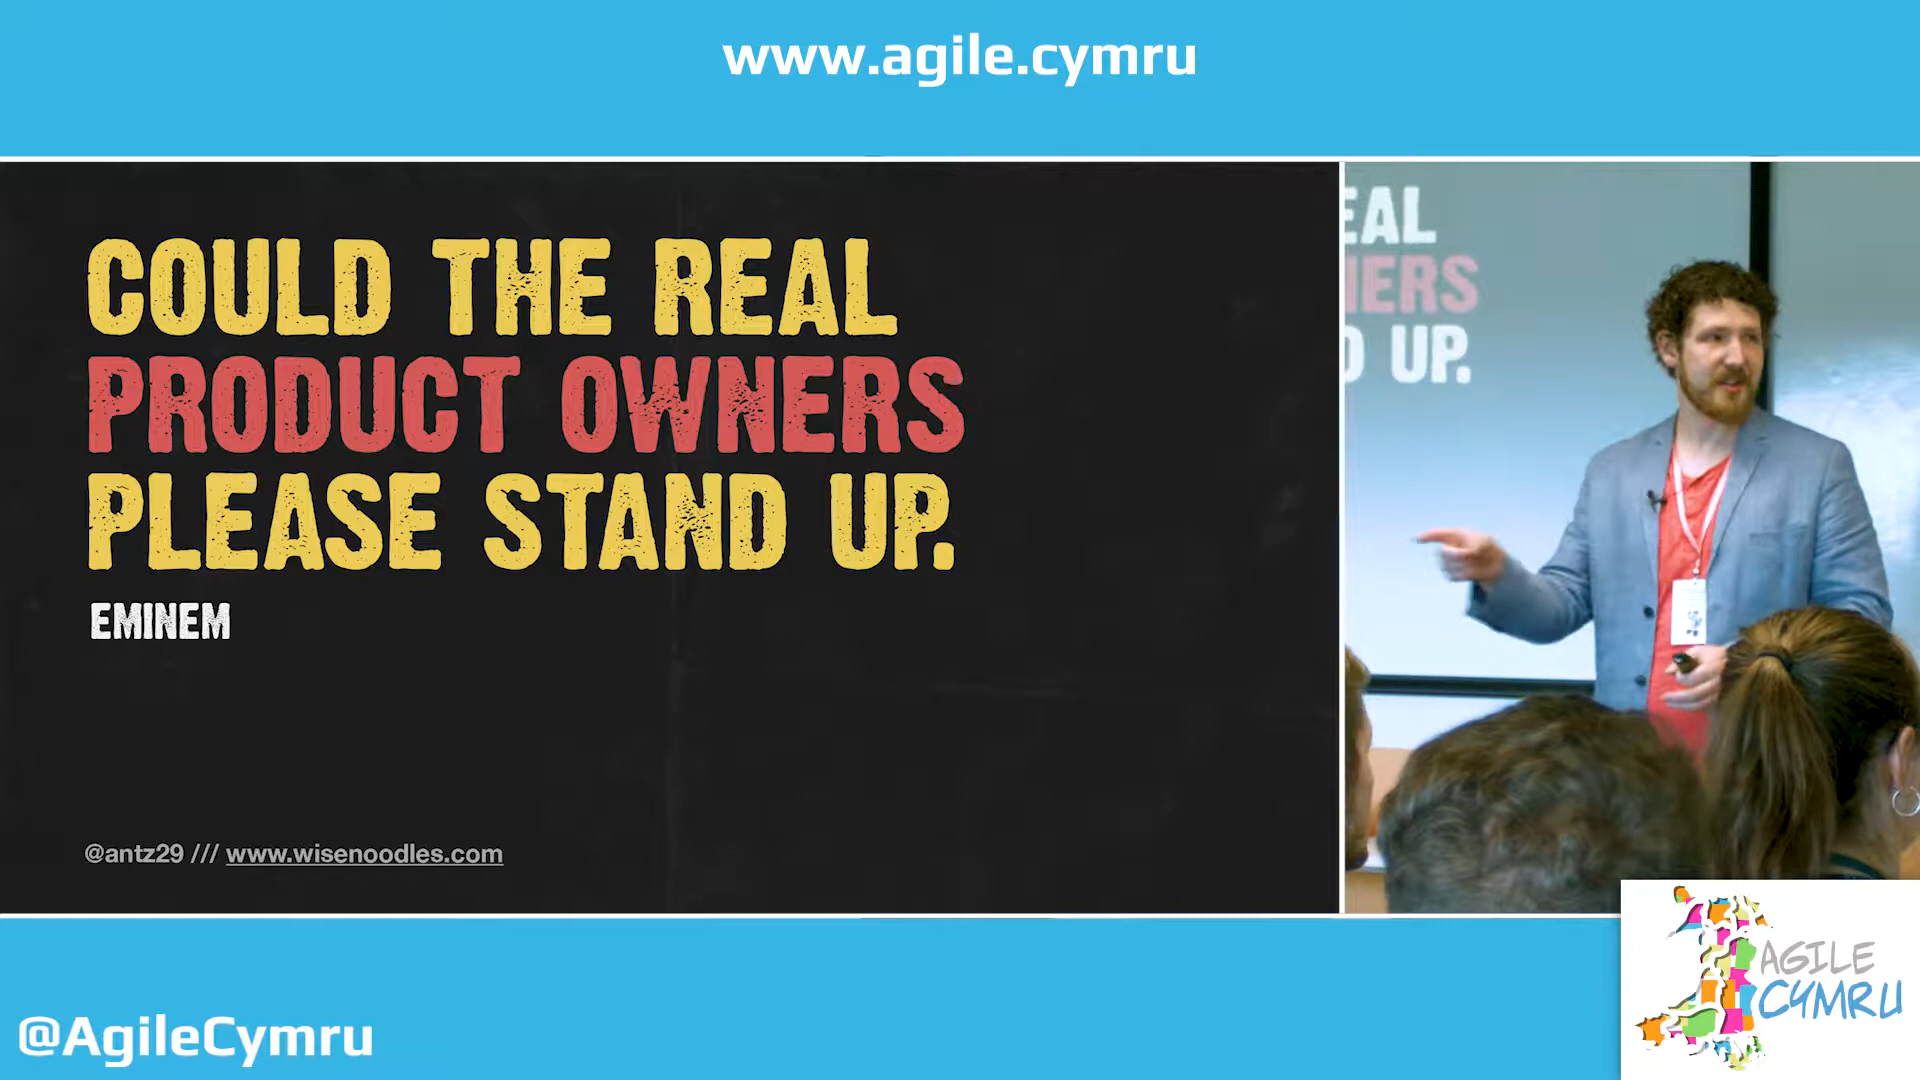 www.agile.cymru
COULD THE REAL
PRODUCT OWNERS
PLEASE STAND UP.
EMINEM
@antz29 /// www.wisenoodles.com
EAL
NERS
D UP.
@AgileCymru
AGILE
CYMRU